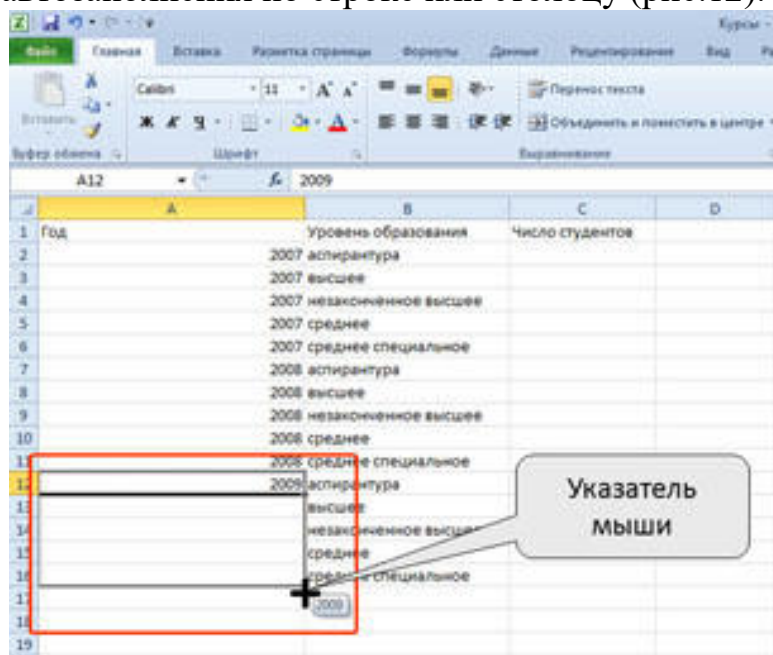 автозаполнения по строке или столбцу (рис.12).
Курсы -
Файл Главная Вставка Разметка страницы Формулы Данные Рецензирование Вид
Вставить Calibri 11 A A Перенос текста
Ж К Ч А Объединить и поместить в центре
Буфер обмена Шрифт Выравнивание
A12 fx 2009
A B C D
1 Год Уровень образования Число студентов
2 2007 аспирантура
3 2007 высшее
4 2007 незаконченное высшее
5 2007 среднее
6 2007 среднее специальное
7 2008 аспирантура
8 2008 высшее
9 2008 незаконченное высшее
10 2008 среднее
11 2008 среднее специальное
12 2009 аспирантура
13 высшее
14 незаконченное высшее
15 среднее
16 среднее специальное
17 2009
18
19
Указатель
мыши